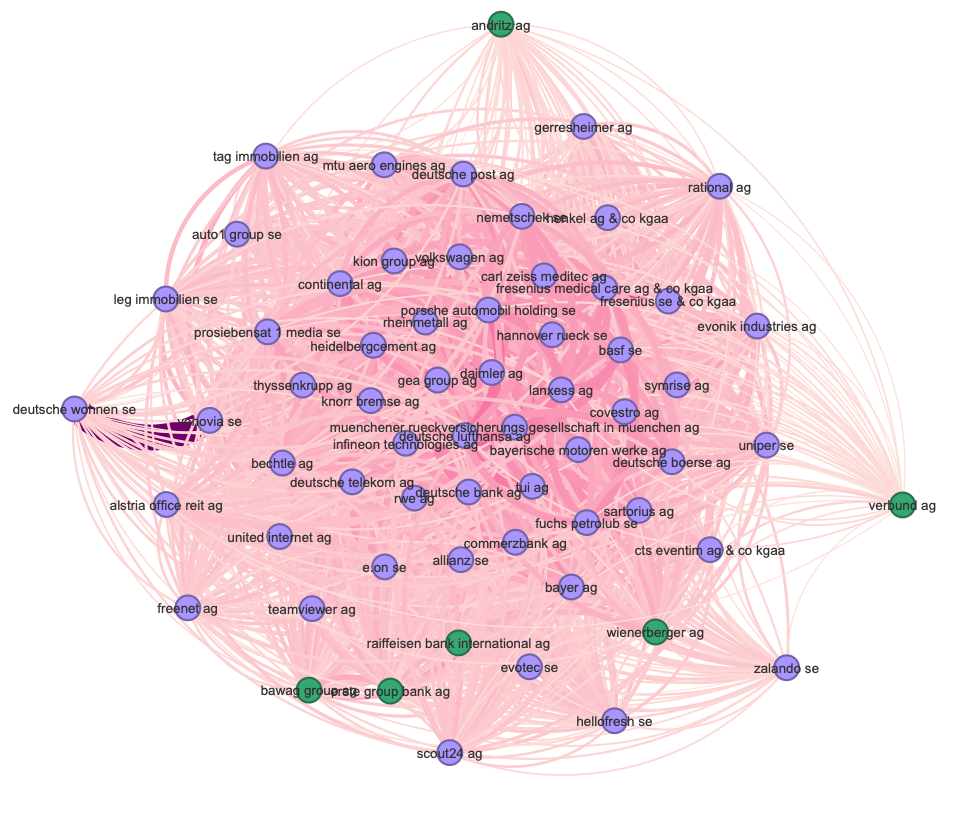 andritz ag
gerresheimer ag
tag immobilien ag
mtu aero engines ag
deutsche post ag
rational ag
nemetschek se
henkel ag & co kgaa
auto1 group se
kion group ag
volkswagen ag
continental ag
carl zeiss meditec ag
fresenius medical care ag & co kgaa
fresenius se & co kgaa
leg immobilien se
porsche automobil holding se
rheinmetall ag
prosiebensat 1 media se
hannover rueck se
evonik industries ag
heidelbergcement ag
basf se
daimler ag
thyssenkrupp ag
gea group ag
lanxess ag
symrise ag
knorr bremse ag
deutsche wohnen se
covestro ag
vonovia se
muenchener rueckversicherungs gesellschaft in muenchen ag
deutsche lufthansa ag
infineon technologies ag
bayerische motoren werke ag
uniper se
bechtle ag
deutsche boerse ag
deutsche telekom ag
rwe ag
deutsche bank ag
tui ag
alstria office reit ag
verbund ag
sartorius ag
fuchs petrolub se
united internet ag
commerzbank ag
cts eventim ag & co kgaa
e.on se
allianz se
bayer ag
freenet ag
teamviewer ag
wienerberger ag
raiffeisen bank international ag
evotec se
zalando se
bawag group ag
erste group bank ag
hellofresh se
scout24 ag